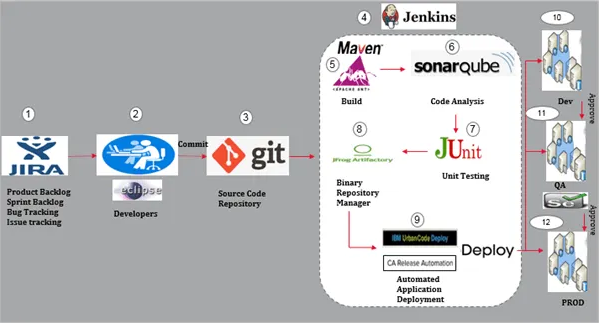 1
JIRA
Product Backlog
Sprint Backlog
Bug Tracking
Issue tracking
2
eclipse
Developers
Commit
3
git
Source Code
Repository
4
Jenkins
5
Maven
APACHE ANT
Build
6
sonarqube
Code Analysis
7
JUnit
Unit Testing
8
JFrog Artifactory
Binary
Repository
Manager
9
IBM UrbanCode Deploy
CA Release Automation
Deploy
Automated
Application
Deployment
10
Dev
Approve
11
QA
Se
Approve
12
PROD